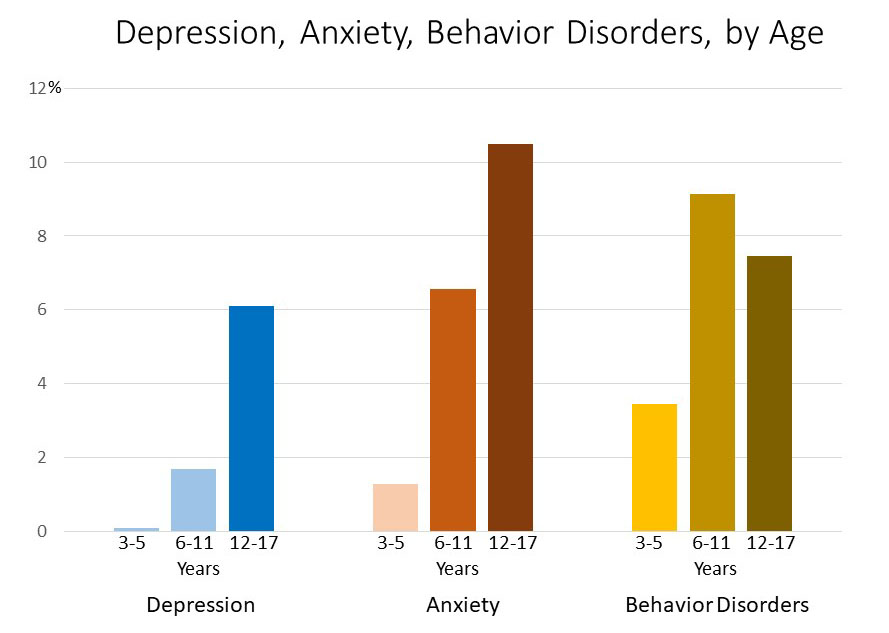 Depression, Anxiety, Behavior Disorders, by Age
12%
10
8
6
4
2
0
3-5 6-11 12-17 3-5 6-11 12-17 3-5 6-11 12-17
Years Years Years
Depression Anxiety Behavior Disorders